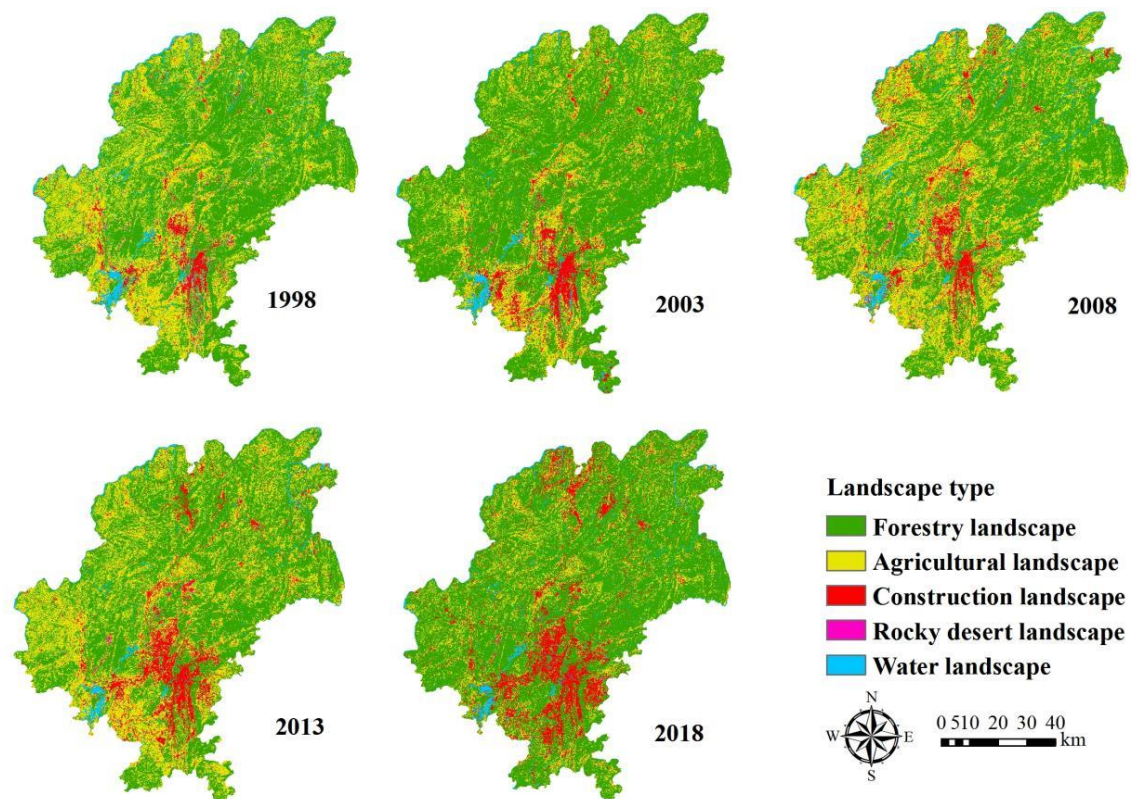 1998
2003
2008
2013
2018
Landscape type
Forestry landscape
Agricultural landscape
Construction landscape
Rocky desert landscape
Water landscape
N
W E
S
0 510 20 30 40
km